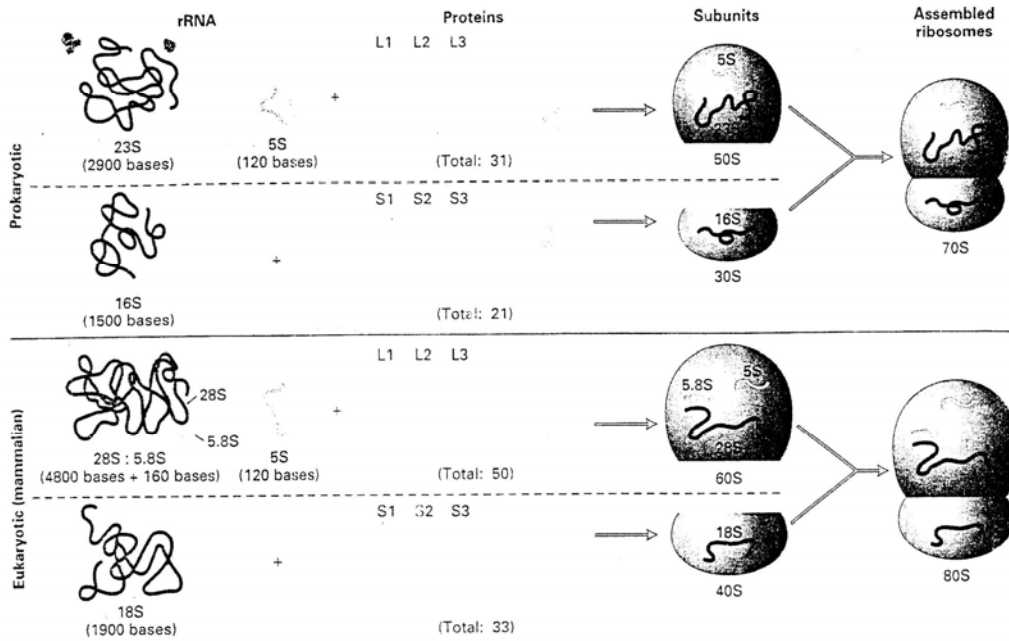 rRNA
Proteins
Subunits
Assembled
ribosomes
Prokaryotic
L1 L2 L3
+
23S
(2900 bases)
5S
(120 bases)
(Total: 31)
5S
50S
S1 S2 S3
+
16S
(1500 bases)
(Total: 21)
16S
30S
70S
Eukaryotic (mammalian)
L1 L2 L3
28S
5.8S
+
28S : 5.8S
(4800 bases + 160 bases)
5S
(120 bases)
(Total: 50)
5.8S
5S
28S
60S
S1 S2 S3
+
18S
(1900 bases)
(Total: 33)
18S
40S
80S